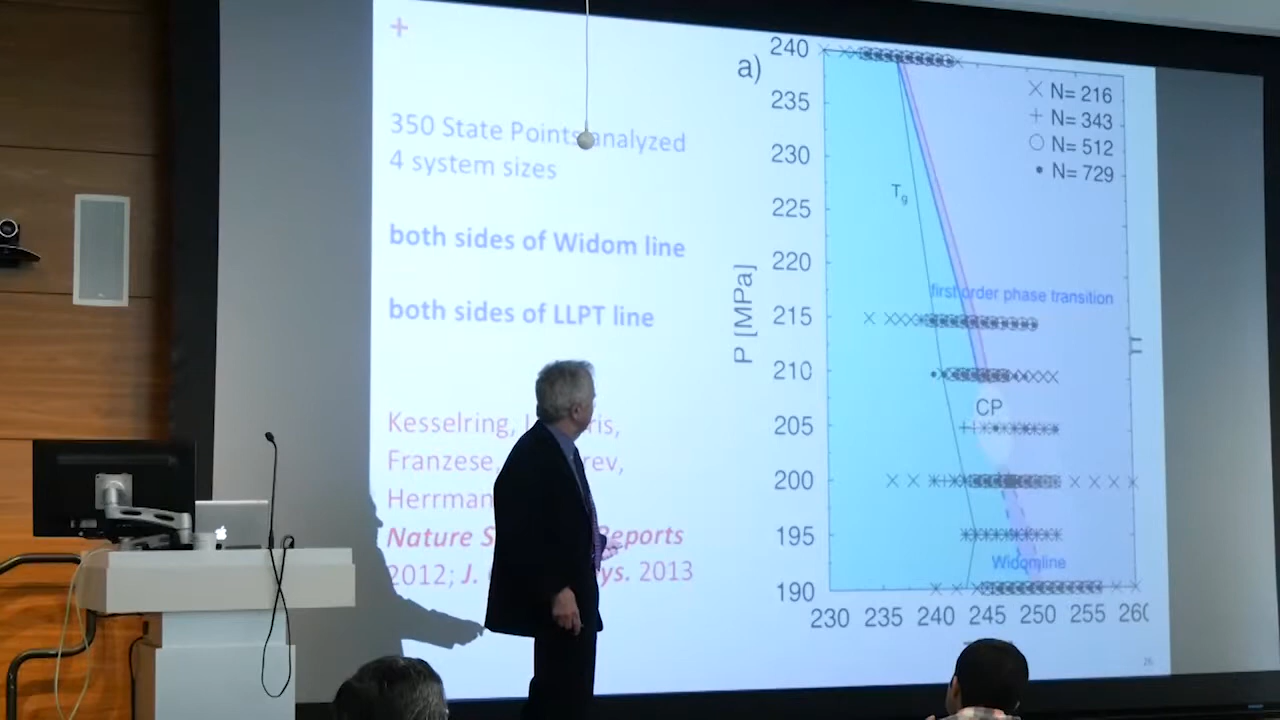 +
350 State Points analyzed
4 system sizes
both sides of Widom line
both sides of LLPT line
Kesselring,
Franzese,
Herrman
Nature
2012; J. 2013
a)
N= 216
N= 343
N= 512
N= 729
Tg
first order phase transition
CP
Widomline
P [MPa]
240
235
230
225
220
215
210
205
200
195
190
230 235 240 245 250 255 260
26